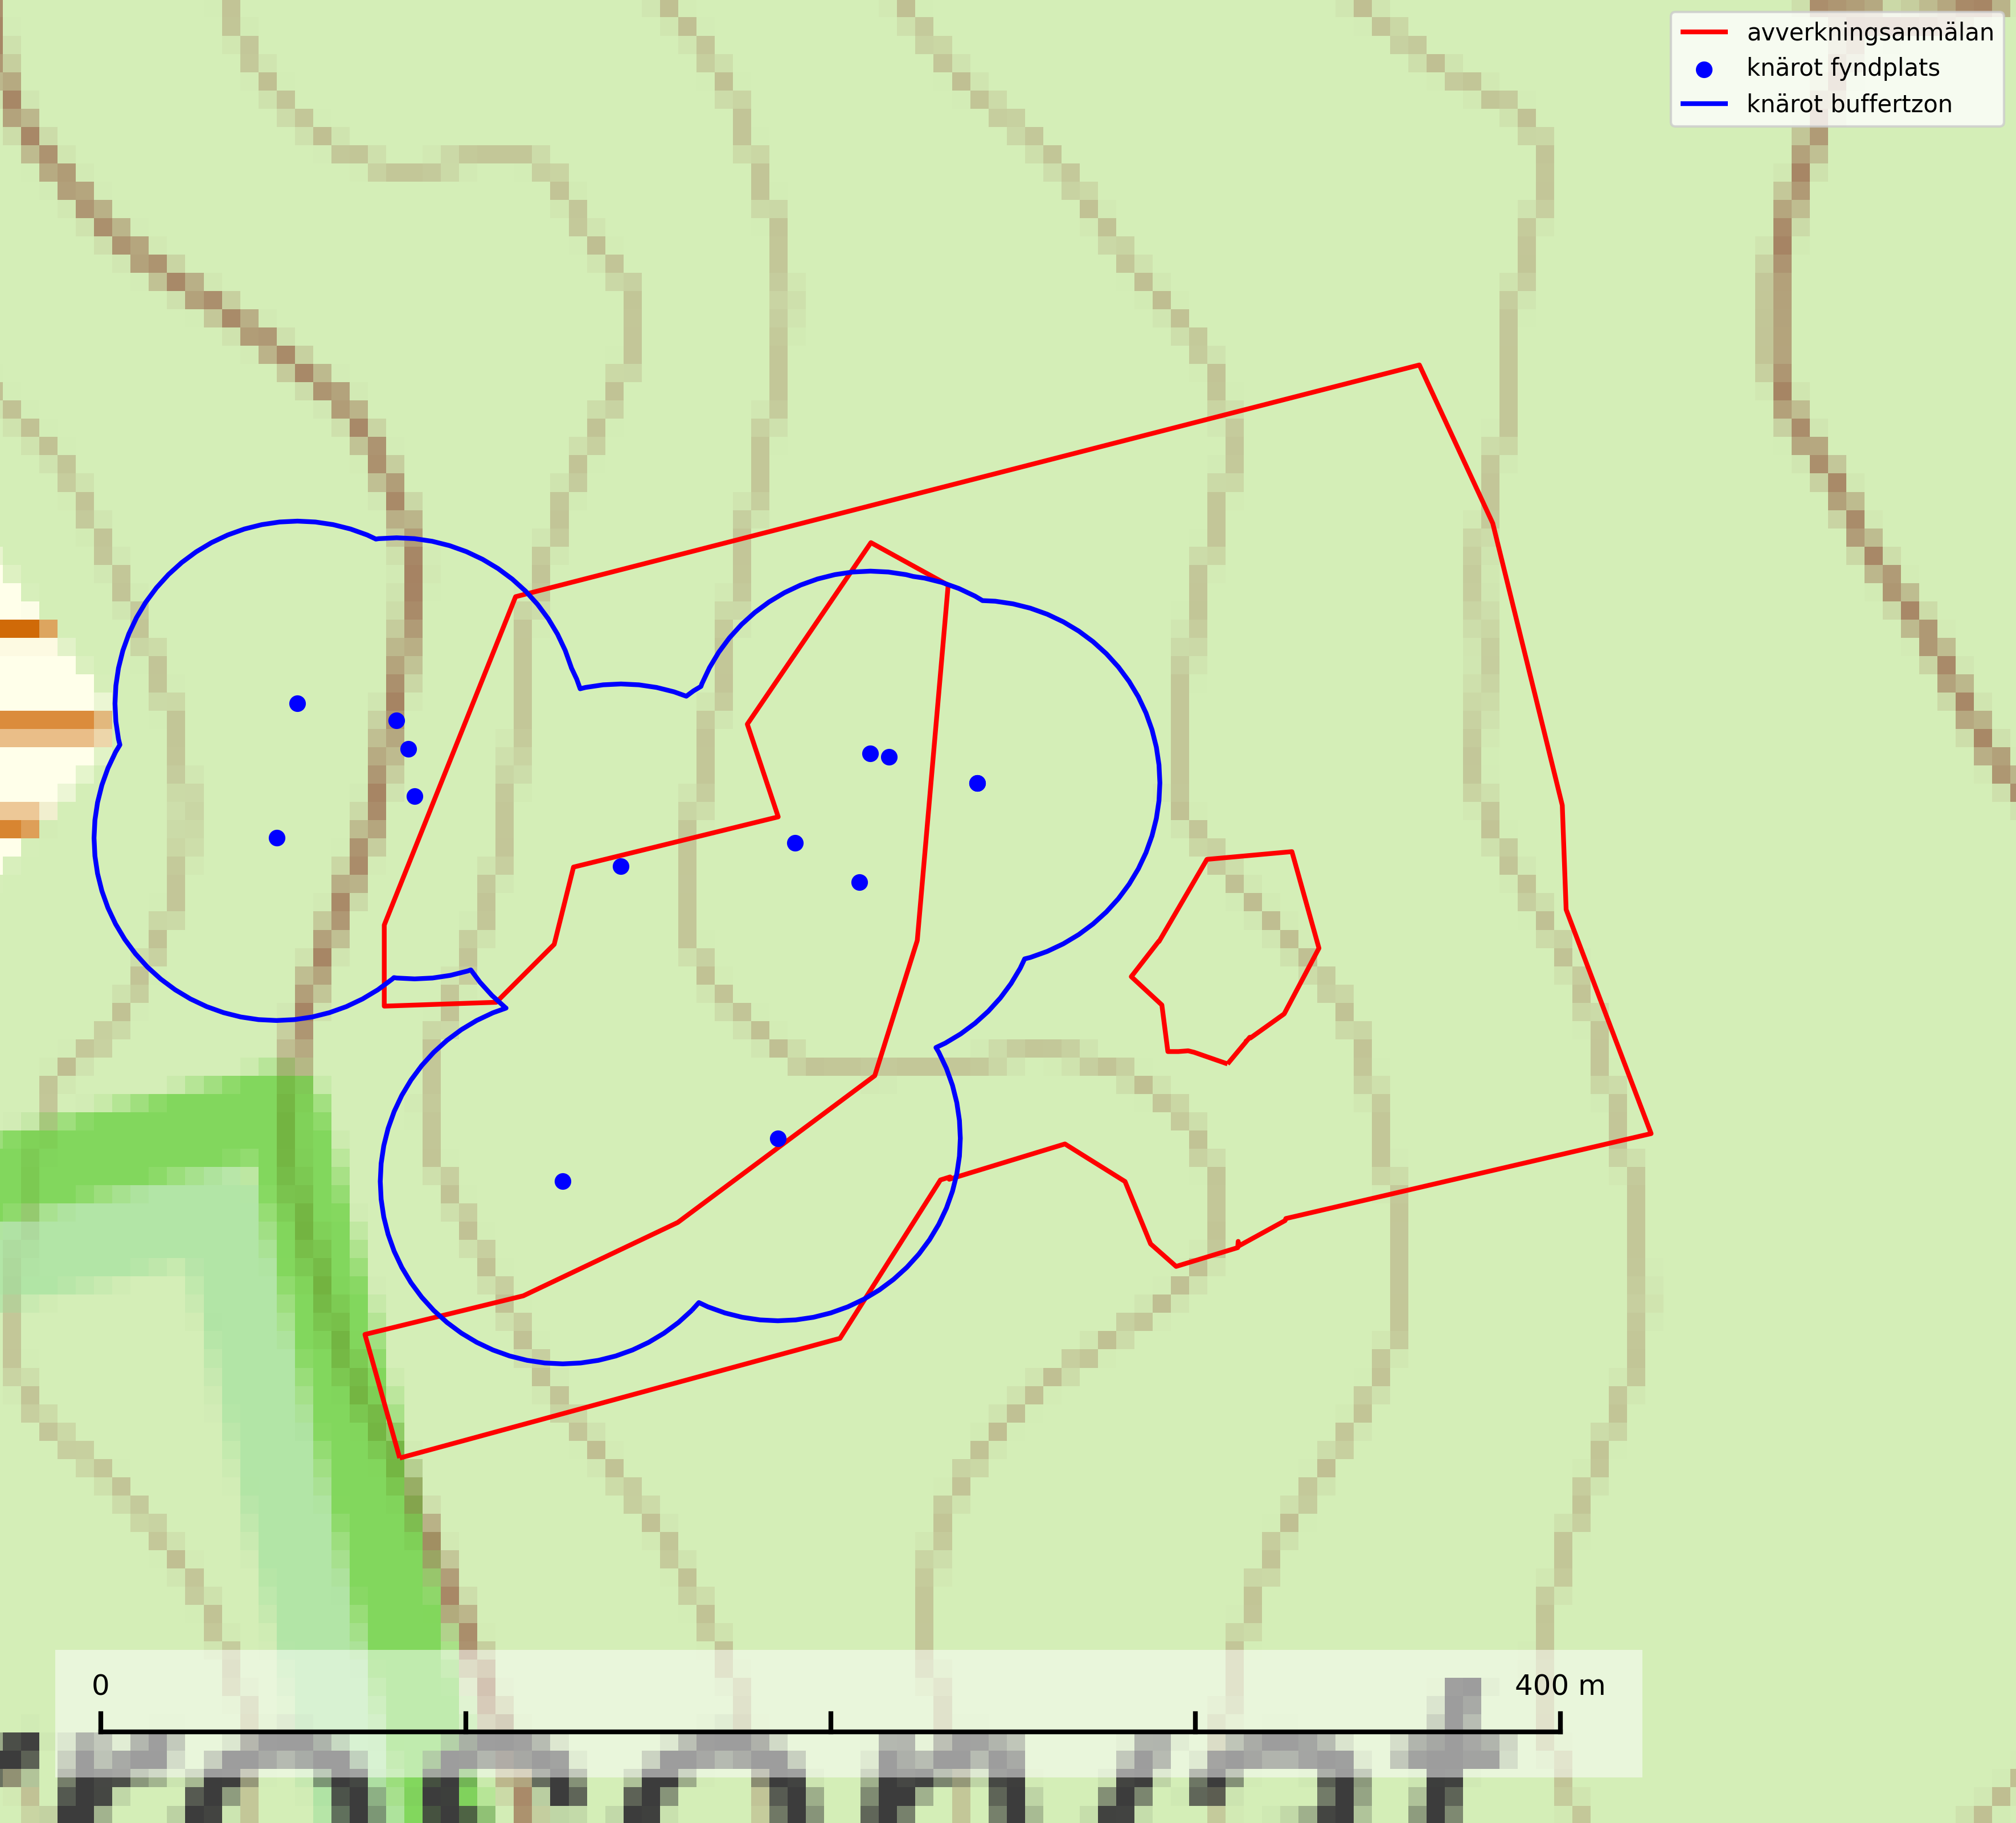 avverkningsanmälan
knärot fyndplats
knärot buffertzon
0 400 m